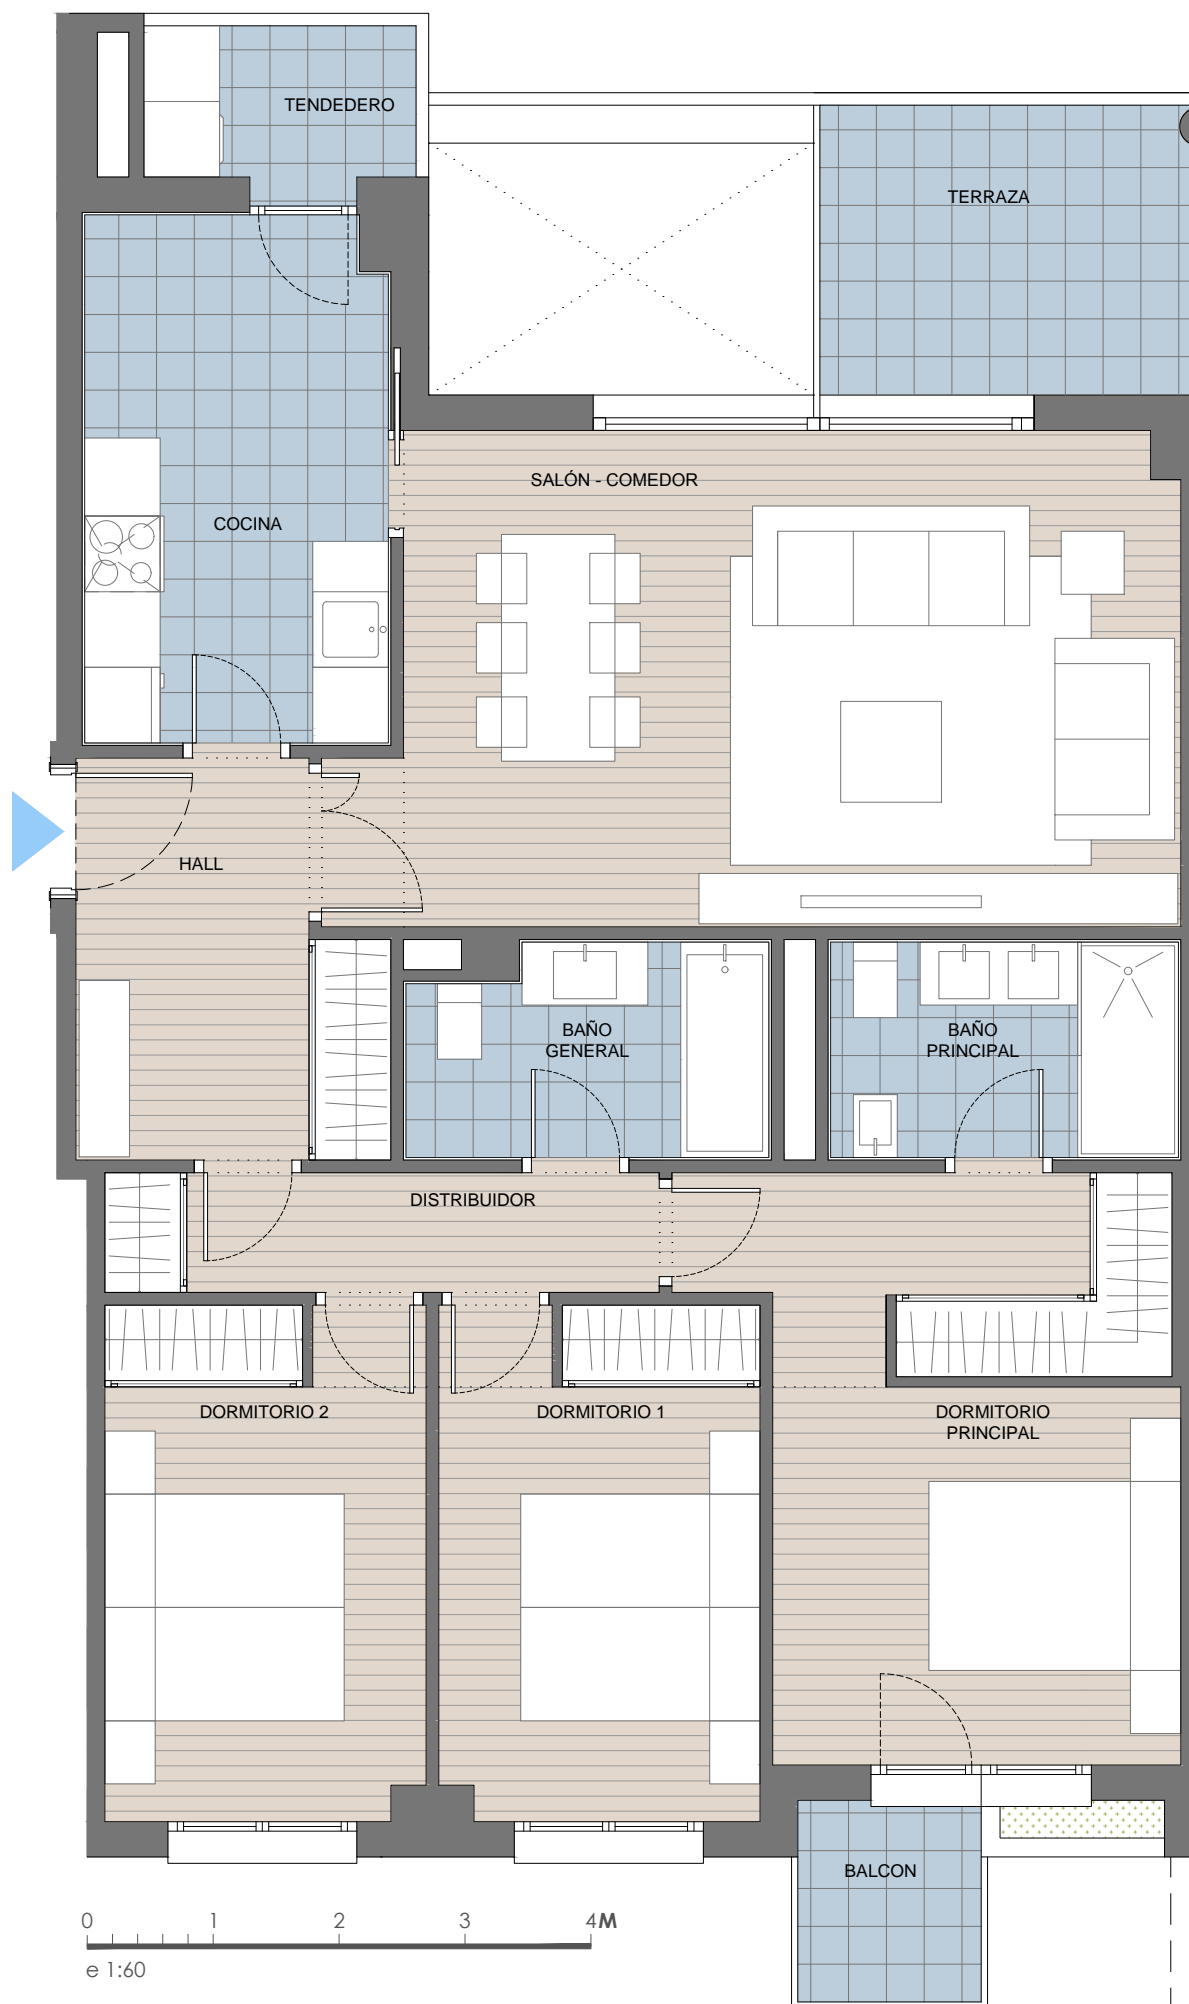 TENDEDERO
TERRAZA
SALÓN - COMEDOR
COCINA
HALL
BAÑO
GENERAL
BAÑO
PRINCIPAL
DISTRIBUIDOR
DORMITORIO 2
DORMITORIO 1
DORMITORIO
PRINCIPAL
BALCON
0 1 2 3 4M
e 1:60